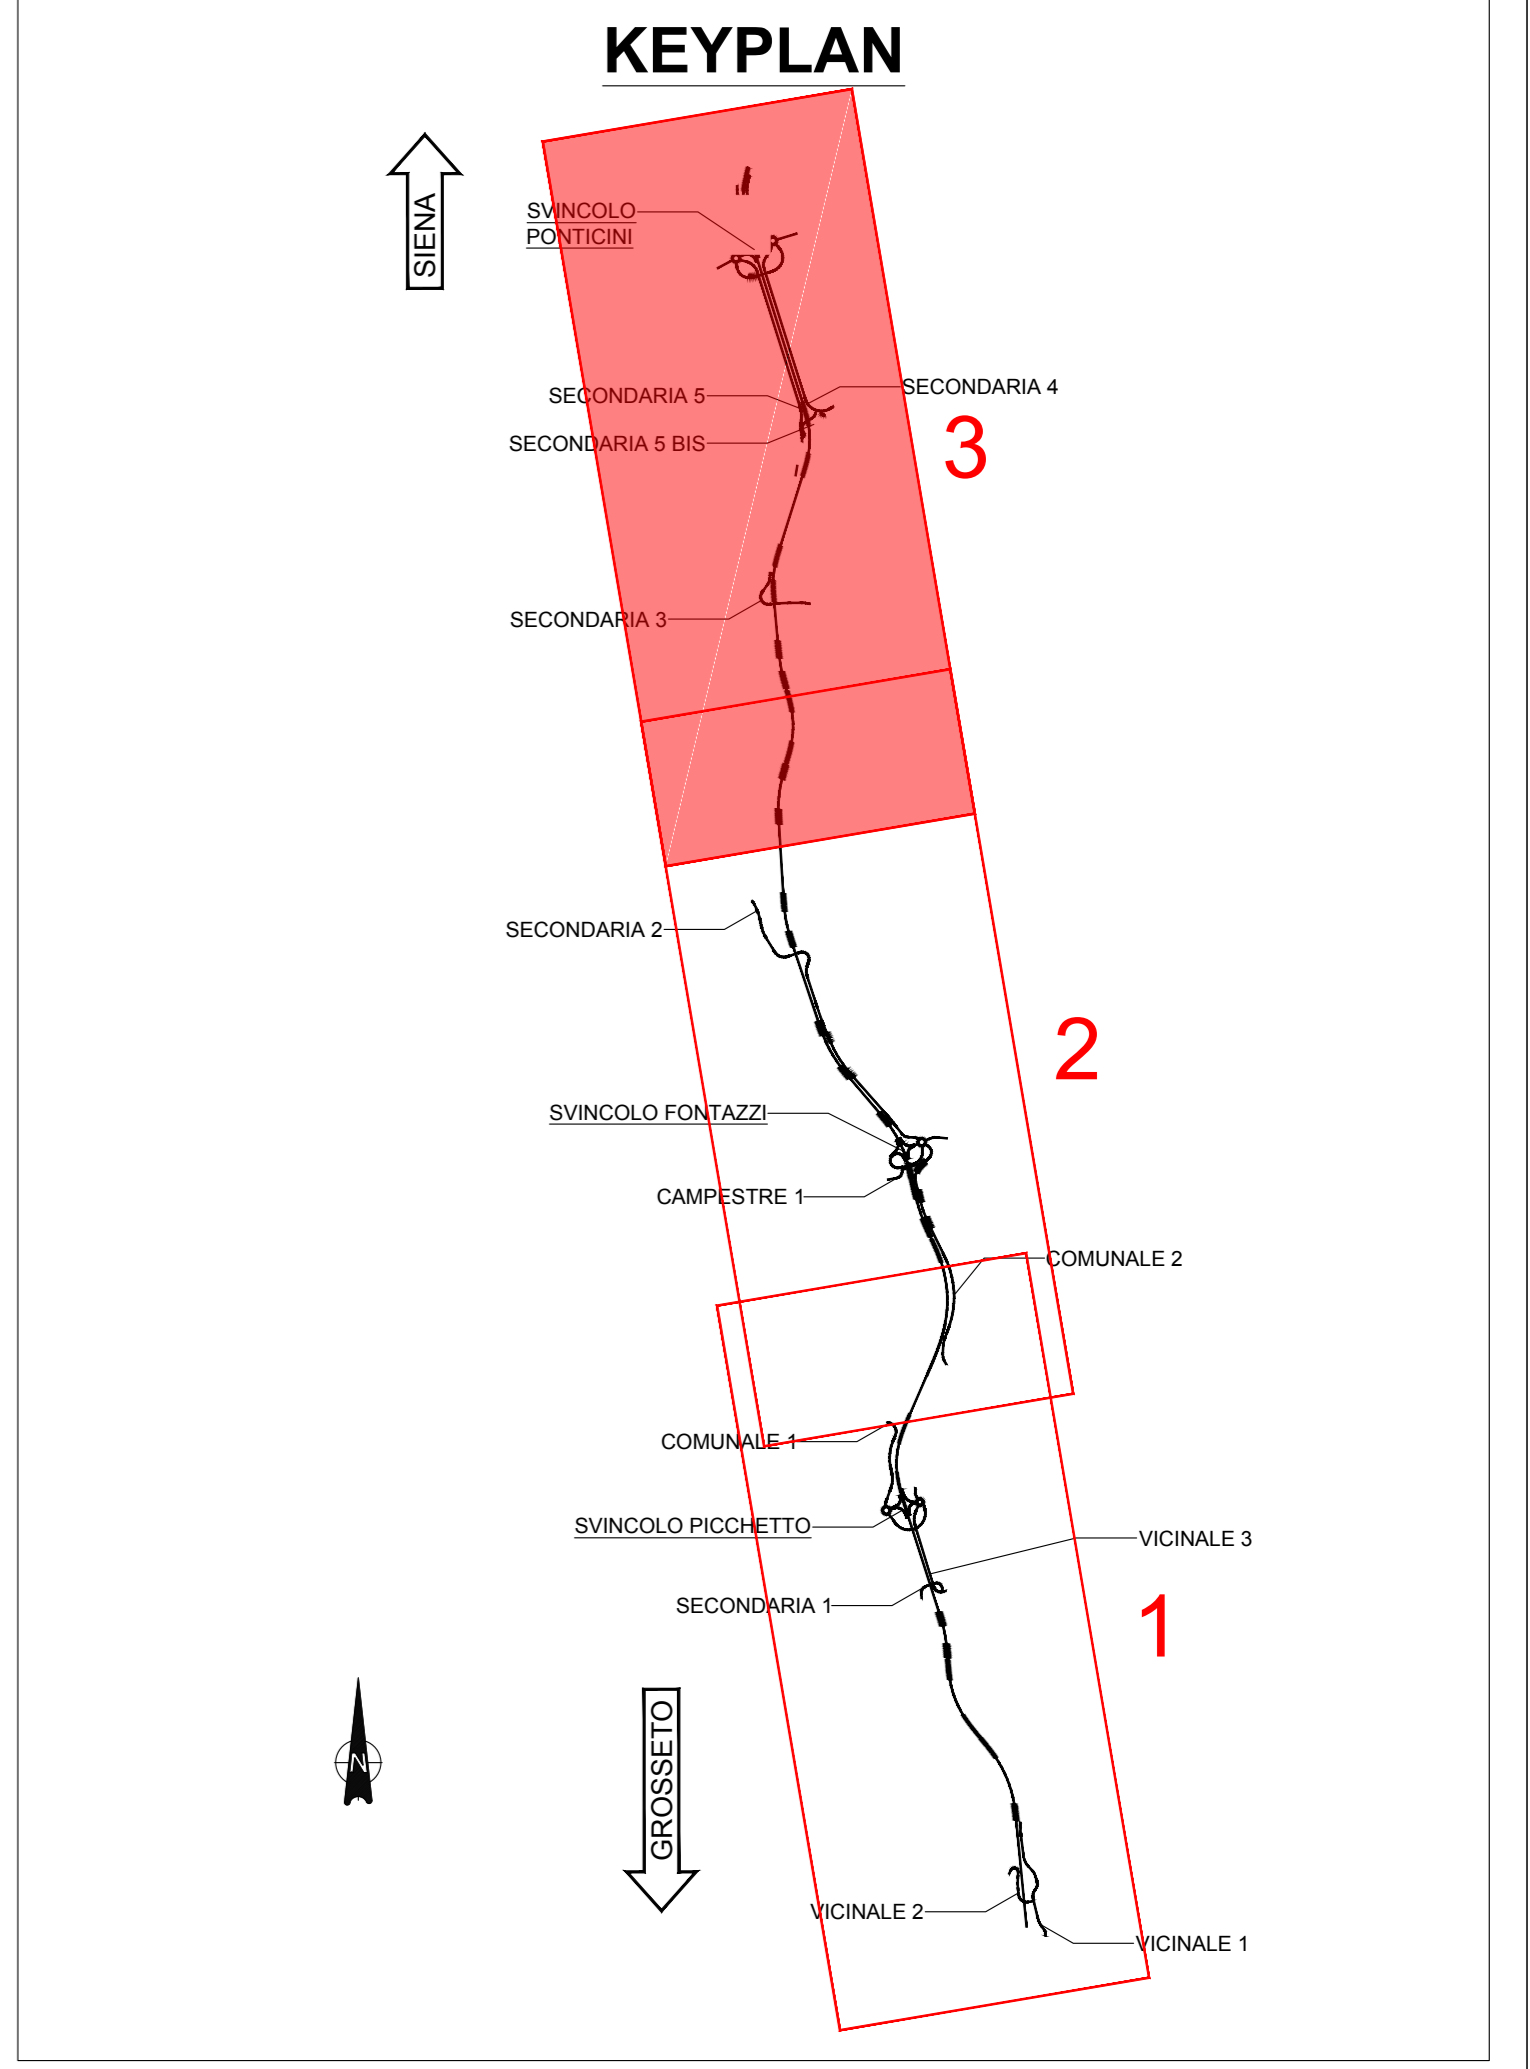 KEYPLAN
SIENA
SVINCOLO
PONTICINI
SECONDARIA 4
SECONDARIA 5
3
SECONDARIA 5 BIS
SECONDARIA 3
SECONDARIA 2
2
SVINCOLO FONTAZZI
CAMPESTRE 1
COMUNALE 2
COMUNALE 1
SVINCOLO PICCHETTO
VICINALE 3
SECONDARIA 1
1
N
GROSSETO
VICINALE 2
VICINALE 1